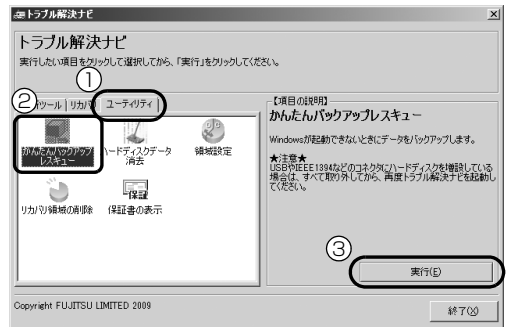 トラブル解決ナビ
トラブル解決ナビ
実行したい項目をクリックして選択してから、「実行」をクリックしてください。
①
②
ツール リカバリ ユーティリティ
かんたんバックアップレスキュー
ハードディスクデータ消去
領域設定
リカバリ領域の削除
保証
保証書の表示
【項目の説明】
かんたんバックアップレスキュー
Windowsが起動できないときにデータをバックアップします。
★注意★
USBやIEEE1394などのコネクタにハードディスクを増設している
場合は、すべて取り外してから、再度トラブル解決ナビを起動し
てください。
③
実行(E)
Copyright FUJITSU LIMITED 2009
終了(X)